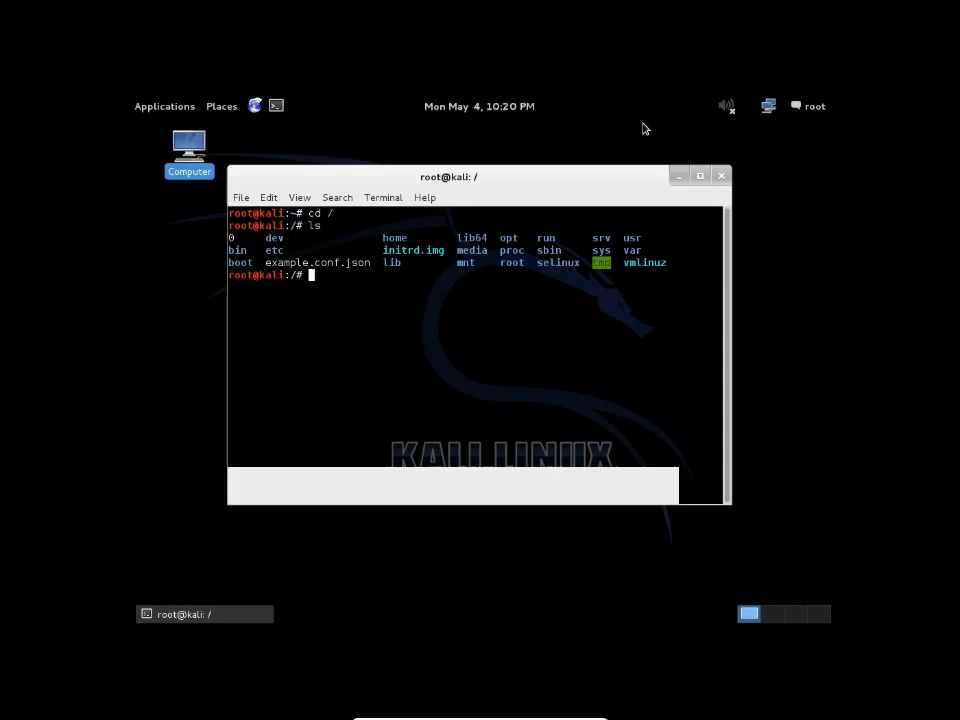 Applications Places Mon May 4, 10:20 PM root
Computer
root@kali: /
File Edit View Search Terminal Help
root@kali:~# cd /
root@kali:/# ls
0 dev home lib64 opt run srv usr
bin etc initrd.img media proc sbin sys var
boot example.conf.json lib mnt root selinux tmp vmlinuz
root@kali:/#
KALI LINUX
root@kali: /